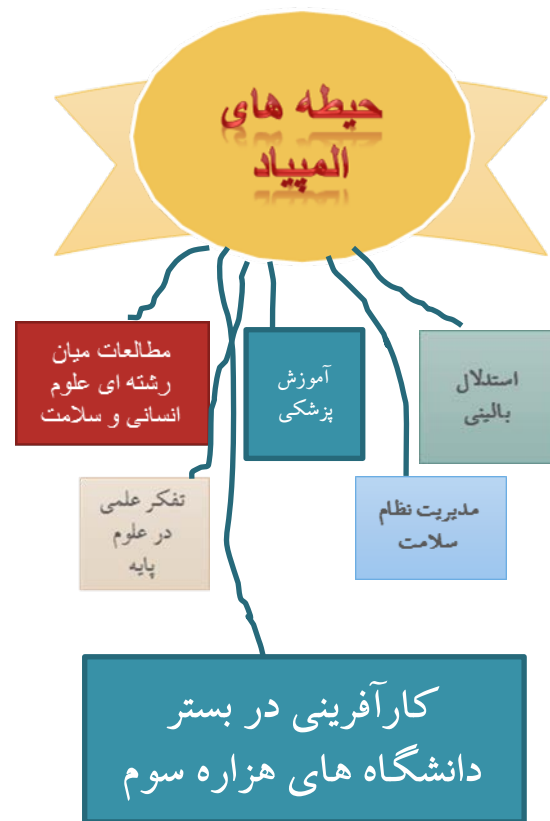 حیطه های
المپیاد
استدلال
بالینی
آموزش
پزشکی
مطالعات میان
رشته ای علوم
انسانی و سلامت
مدیریت نظام
سلامت
تفکر علمی
در علوم
پایه
کارآفرینی در بستر
دانشگاه های هزاره سوم